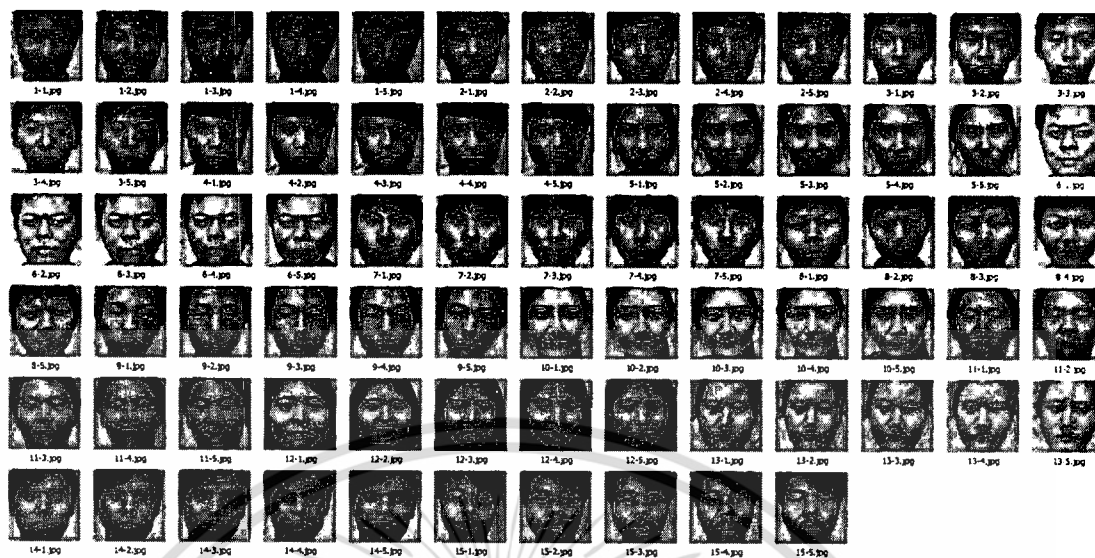 1-1.jpg 1-2.jpg 1-3.jpg 1-4.jpg 1-5.jpg 2-1.jpg 2-2.jpg 2-3.jpg 2-4.jpg 2-5.jpg 3-1.jpg 3-2.jpg 3-3.jpg
3-4.jpg 3-5.jpg 4-1.jpg 4-2.jpg 4-3.jpg 4-4.jpg 4-5.jpg 5-1.jpg 5-2.jpg 5-3.jpg 5-4.jpg 5-5.jpg
6-2.jpg 6-3.jpg 6-4.jpg 6-5.jpg 7-1.jpg 7-2.jpg 7-3.jpg 7-4.jpg 7-5.jpg 8-1.jpg 8-2.jpg 8-3.jpg 8-4.jpg
8-5.jpg 9-1.jpg 9-2.jpg 9-3.jpg 9-4.jpg 9-5.jpg 10-1.jpg 10-2.jpg 10-3.jpg 10-4.jpg 10-5.jpg 11-1.jpg 11-2.jpg
11-3.jpg 11-4.jpg 11-5.jpg 12-1.jpg 12-2.jpg 12-3.jpg 12-4.jpg 12-5.jpg 13-1.jpg 13-2.jpg 13-3.jpg 13-4.jpg 13-5.jpg
14-1.jpg 14-2.jpg 14-3.jpg 14-4.jpg 14-5.jpg 15-1.jpg 15-2.jpg 15-3.jpg 15-4.jpg 15-5.jpg